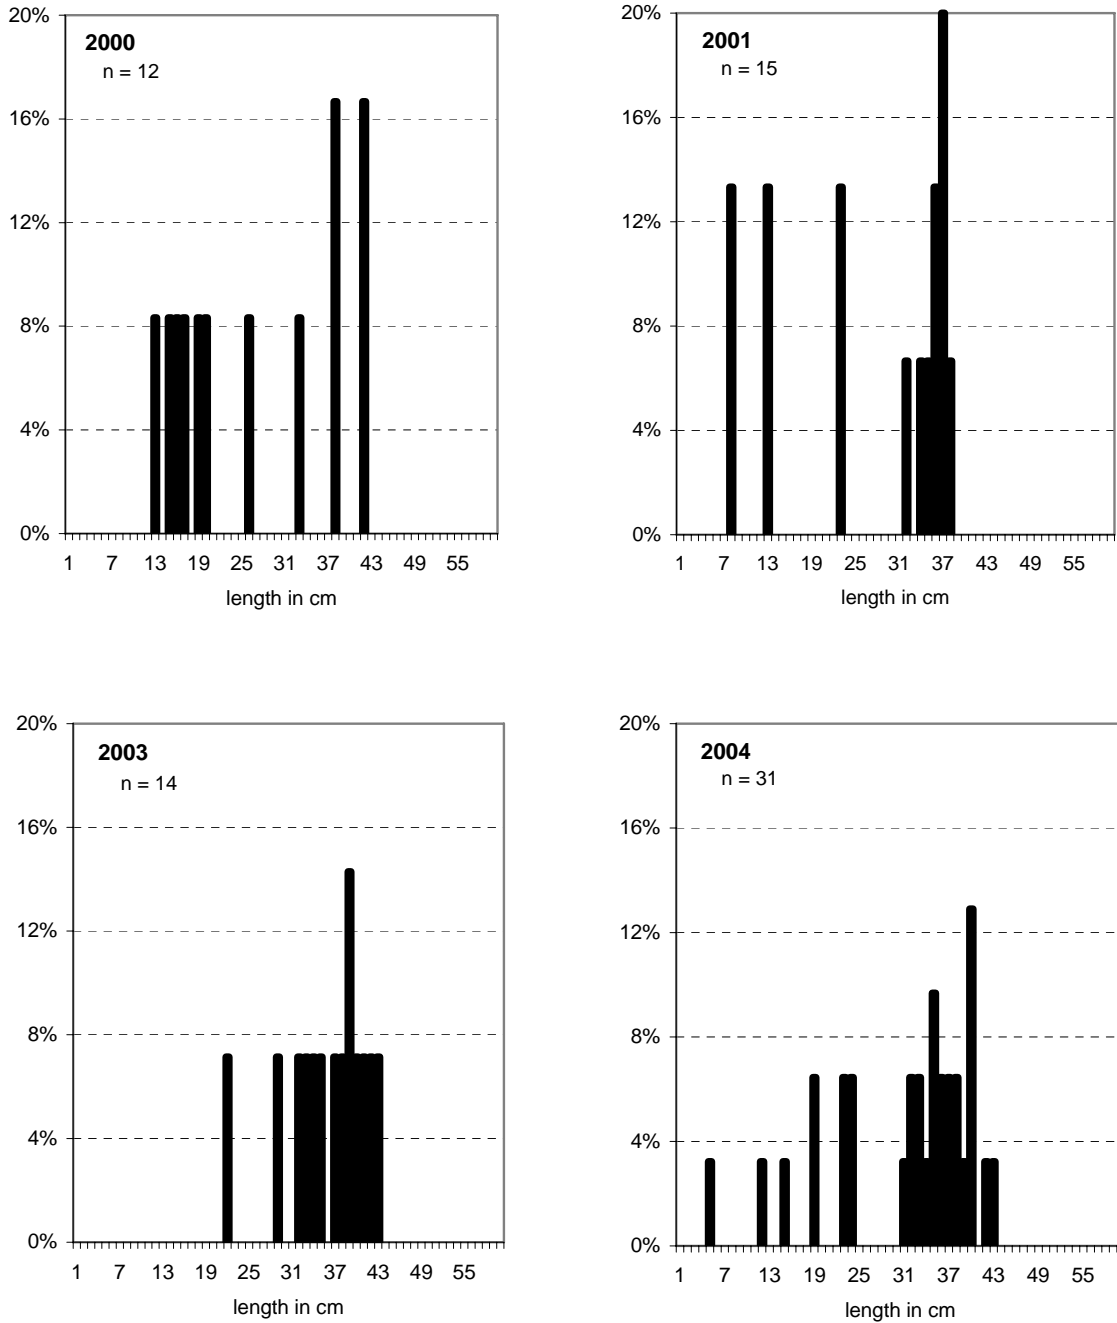 2000
n = 12
20%
16%
12%
8%
4%
0%
1 7 13 19 25 31 37 43 49 55
length in cm
2001
n = 15
20%
16%
12%
8%
4%
0%
1 7 13 19 25 31 37 43 49 55
length in cm
2003
n = 14
20%
16%
12%
8%
4%
0%
1 7 13 19 25 31 37 43 49 55
length in cm
2004
n = 31
20%
16%
12%
8%
4%
0%
1 7 13 19 25 31 37 43 49 55
length in cm